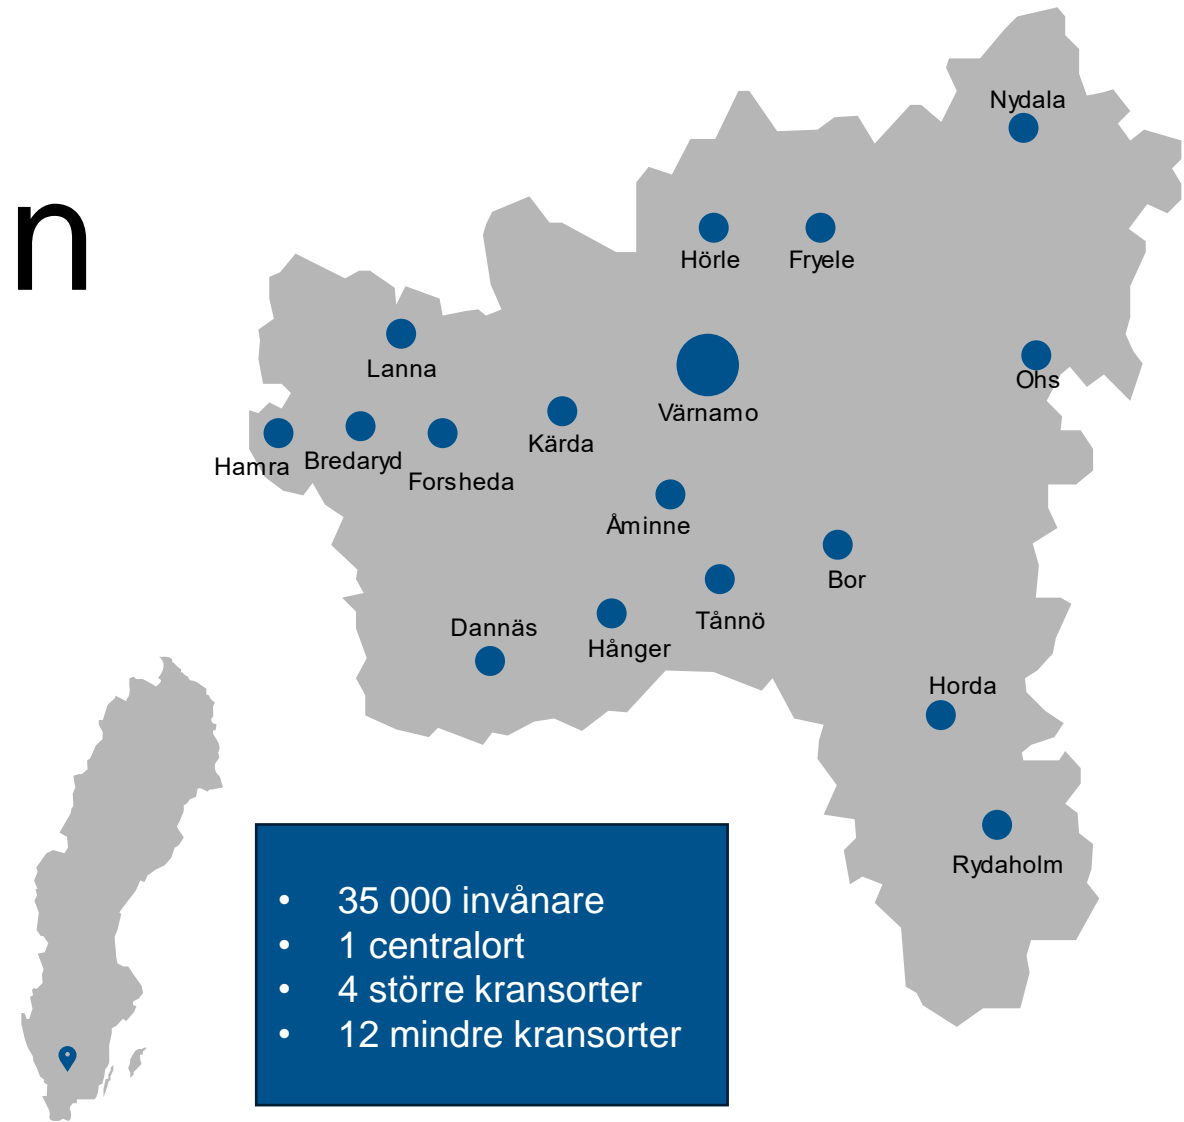 n
Nydala
Hörle
Fryele
Lanna
Värnamo
Ohs
Kärda
Hamra
Bredaryd
Forsheda
Åminne
Bor
Tånnö
Dannäs
Hånger
Horda
Rydaholm
• 35 000 invånare
• 1 centralort
• 4 större kransorter
• 12 mindre kransorter